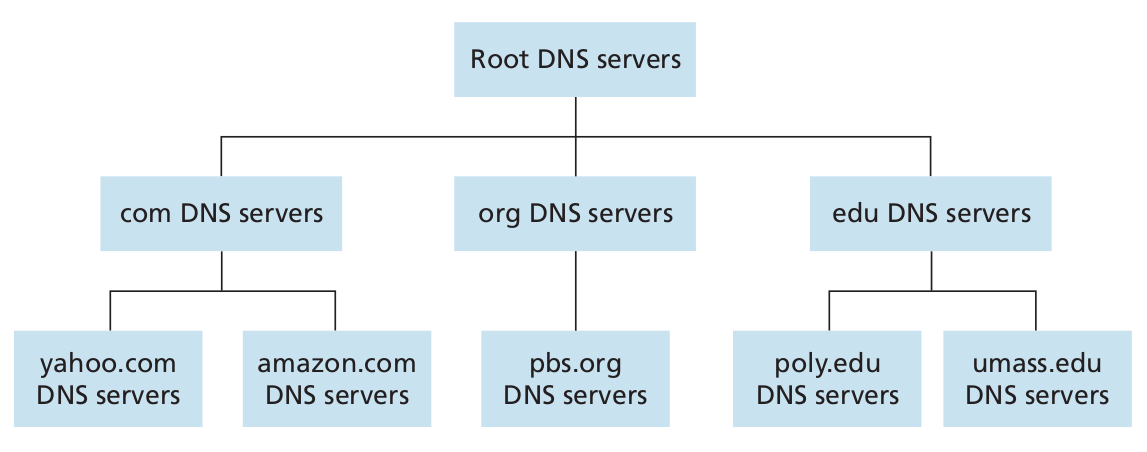 Root DNS servers
com DNS servers
org DNS servers
edu DNS servers
yahoo.com
DNS servers
amazon.com
DNS servers
pbs.org
DNS servers
poly.edu
DNS servers
umass.edu
DNS servers